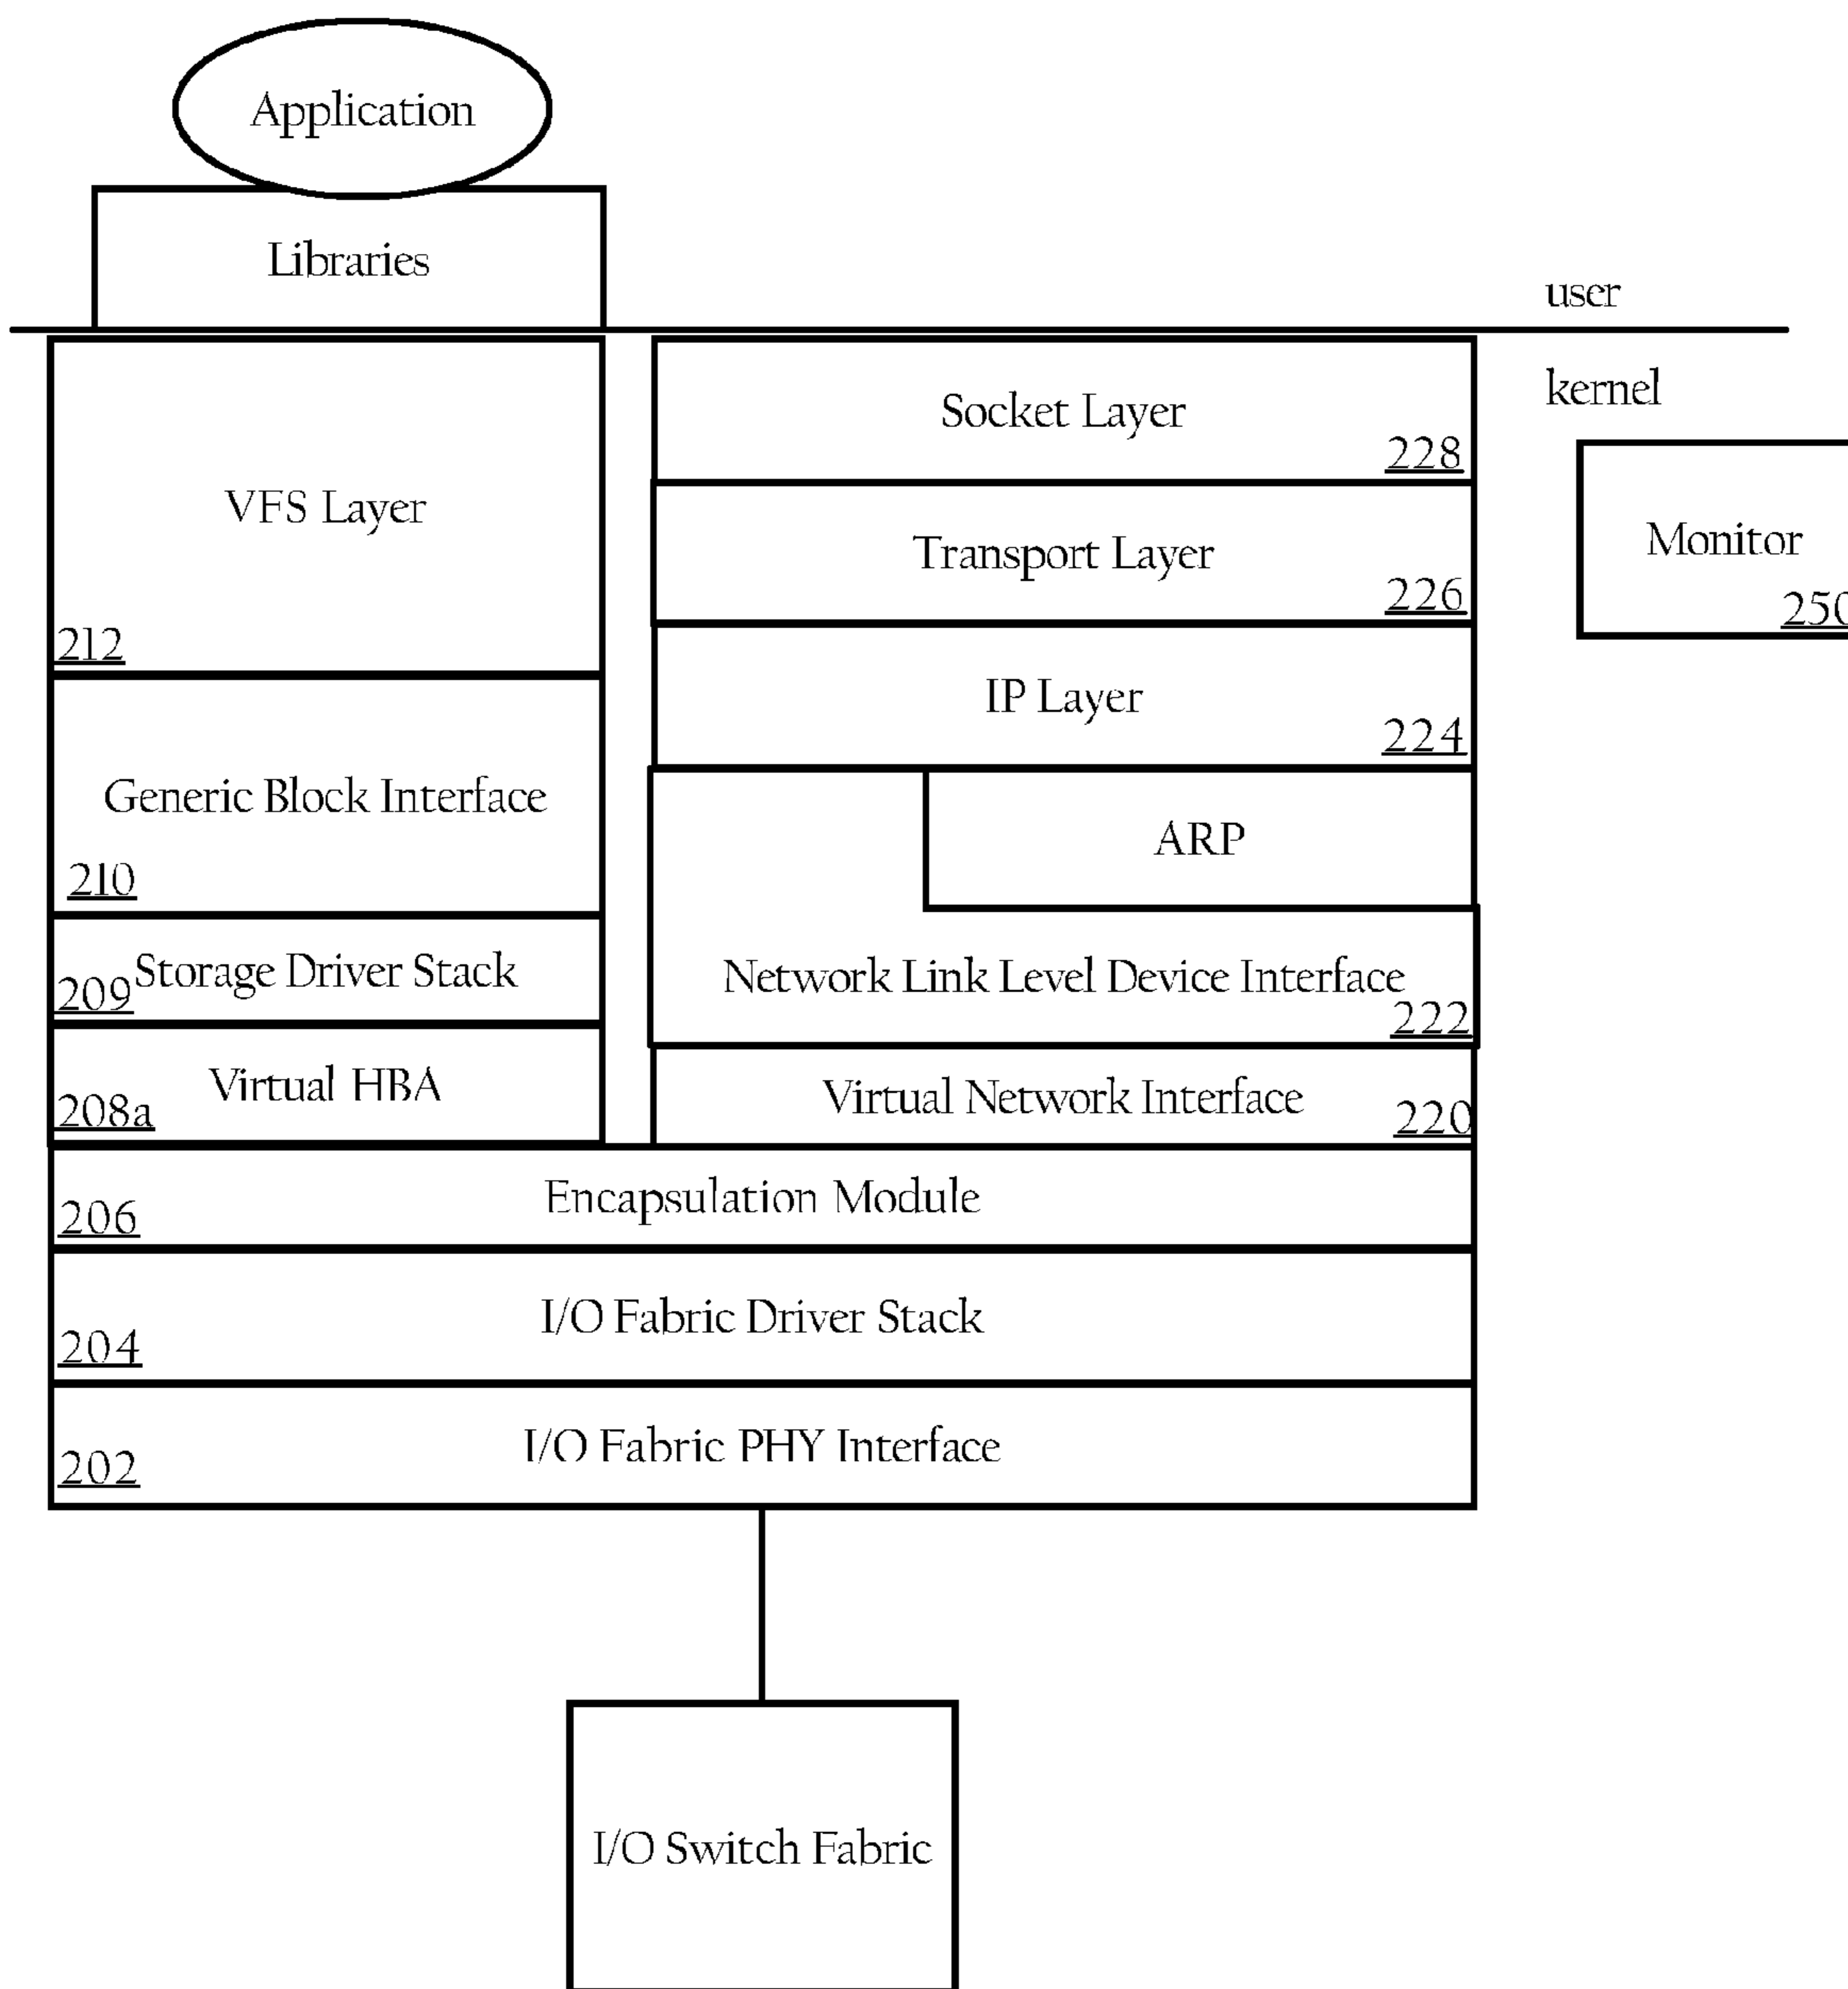 Application
Libraries
user
kernel
VFS Layer
212
Generic Block Interface
210
Storage Driver Stack
209
Virtual HBA
208a
Socket Layer
228
Transport Layer
226
IP Layer
224
ARP
Network Link Level Device Interface
222
Virtual Network Interface
220
Monitor
250
Encapsulation Module
206
I/O Fabric Driver Stack
204
I/O Fabric PHY Interface
202
I/O Switch Fabric